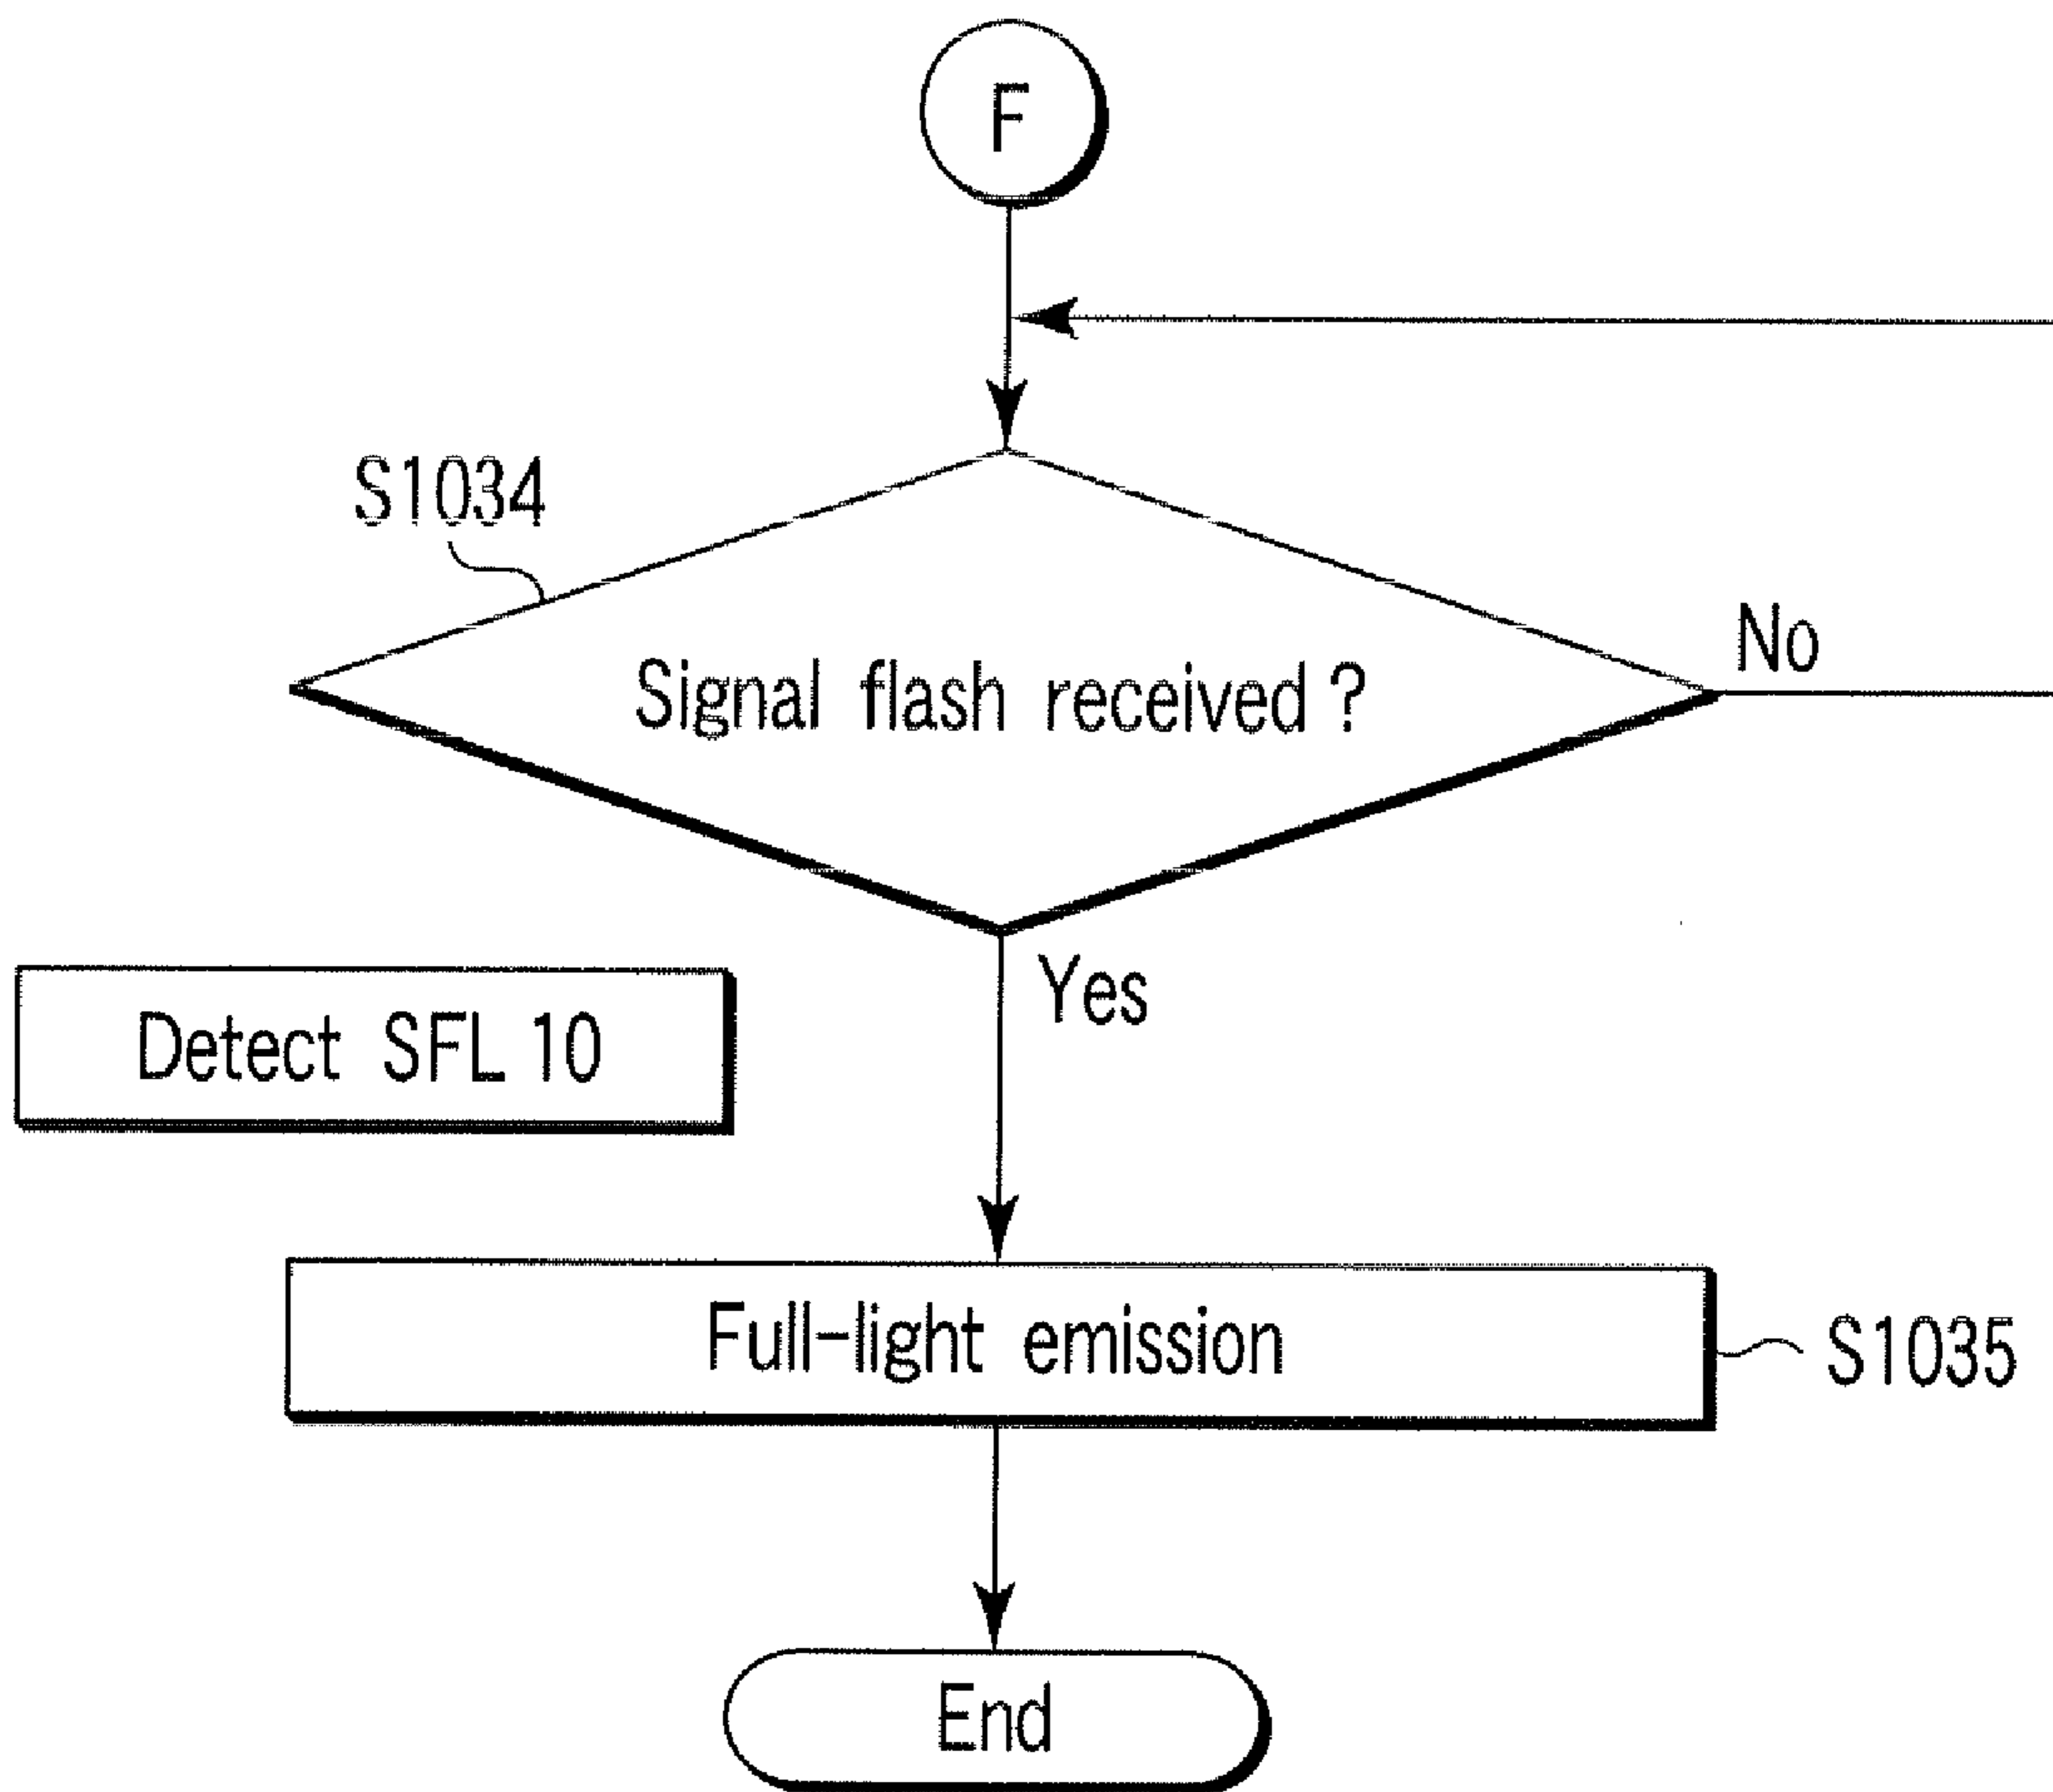 F
S1034
Signal flash received ?
No
Yes
Detect SFL 10
Full-light emission
S1035
End